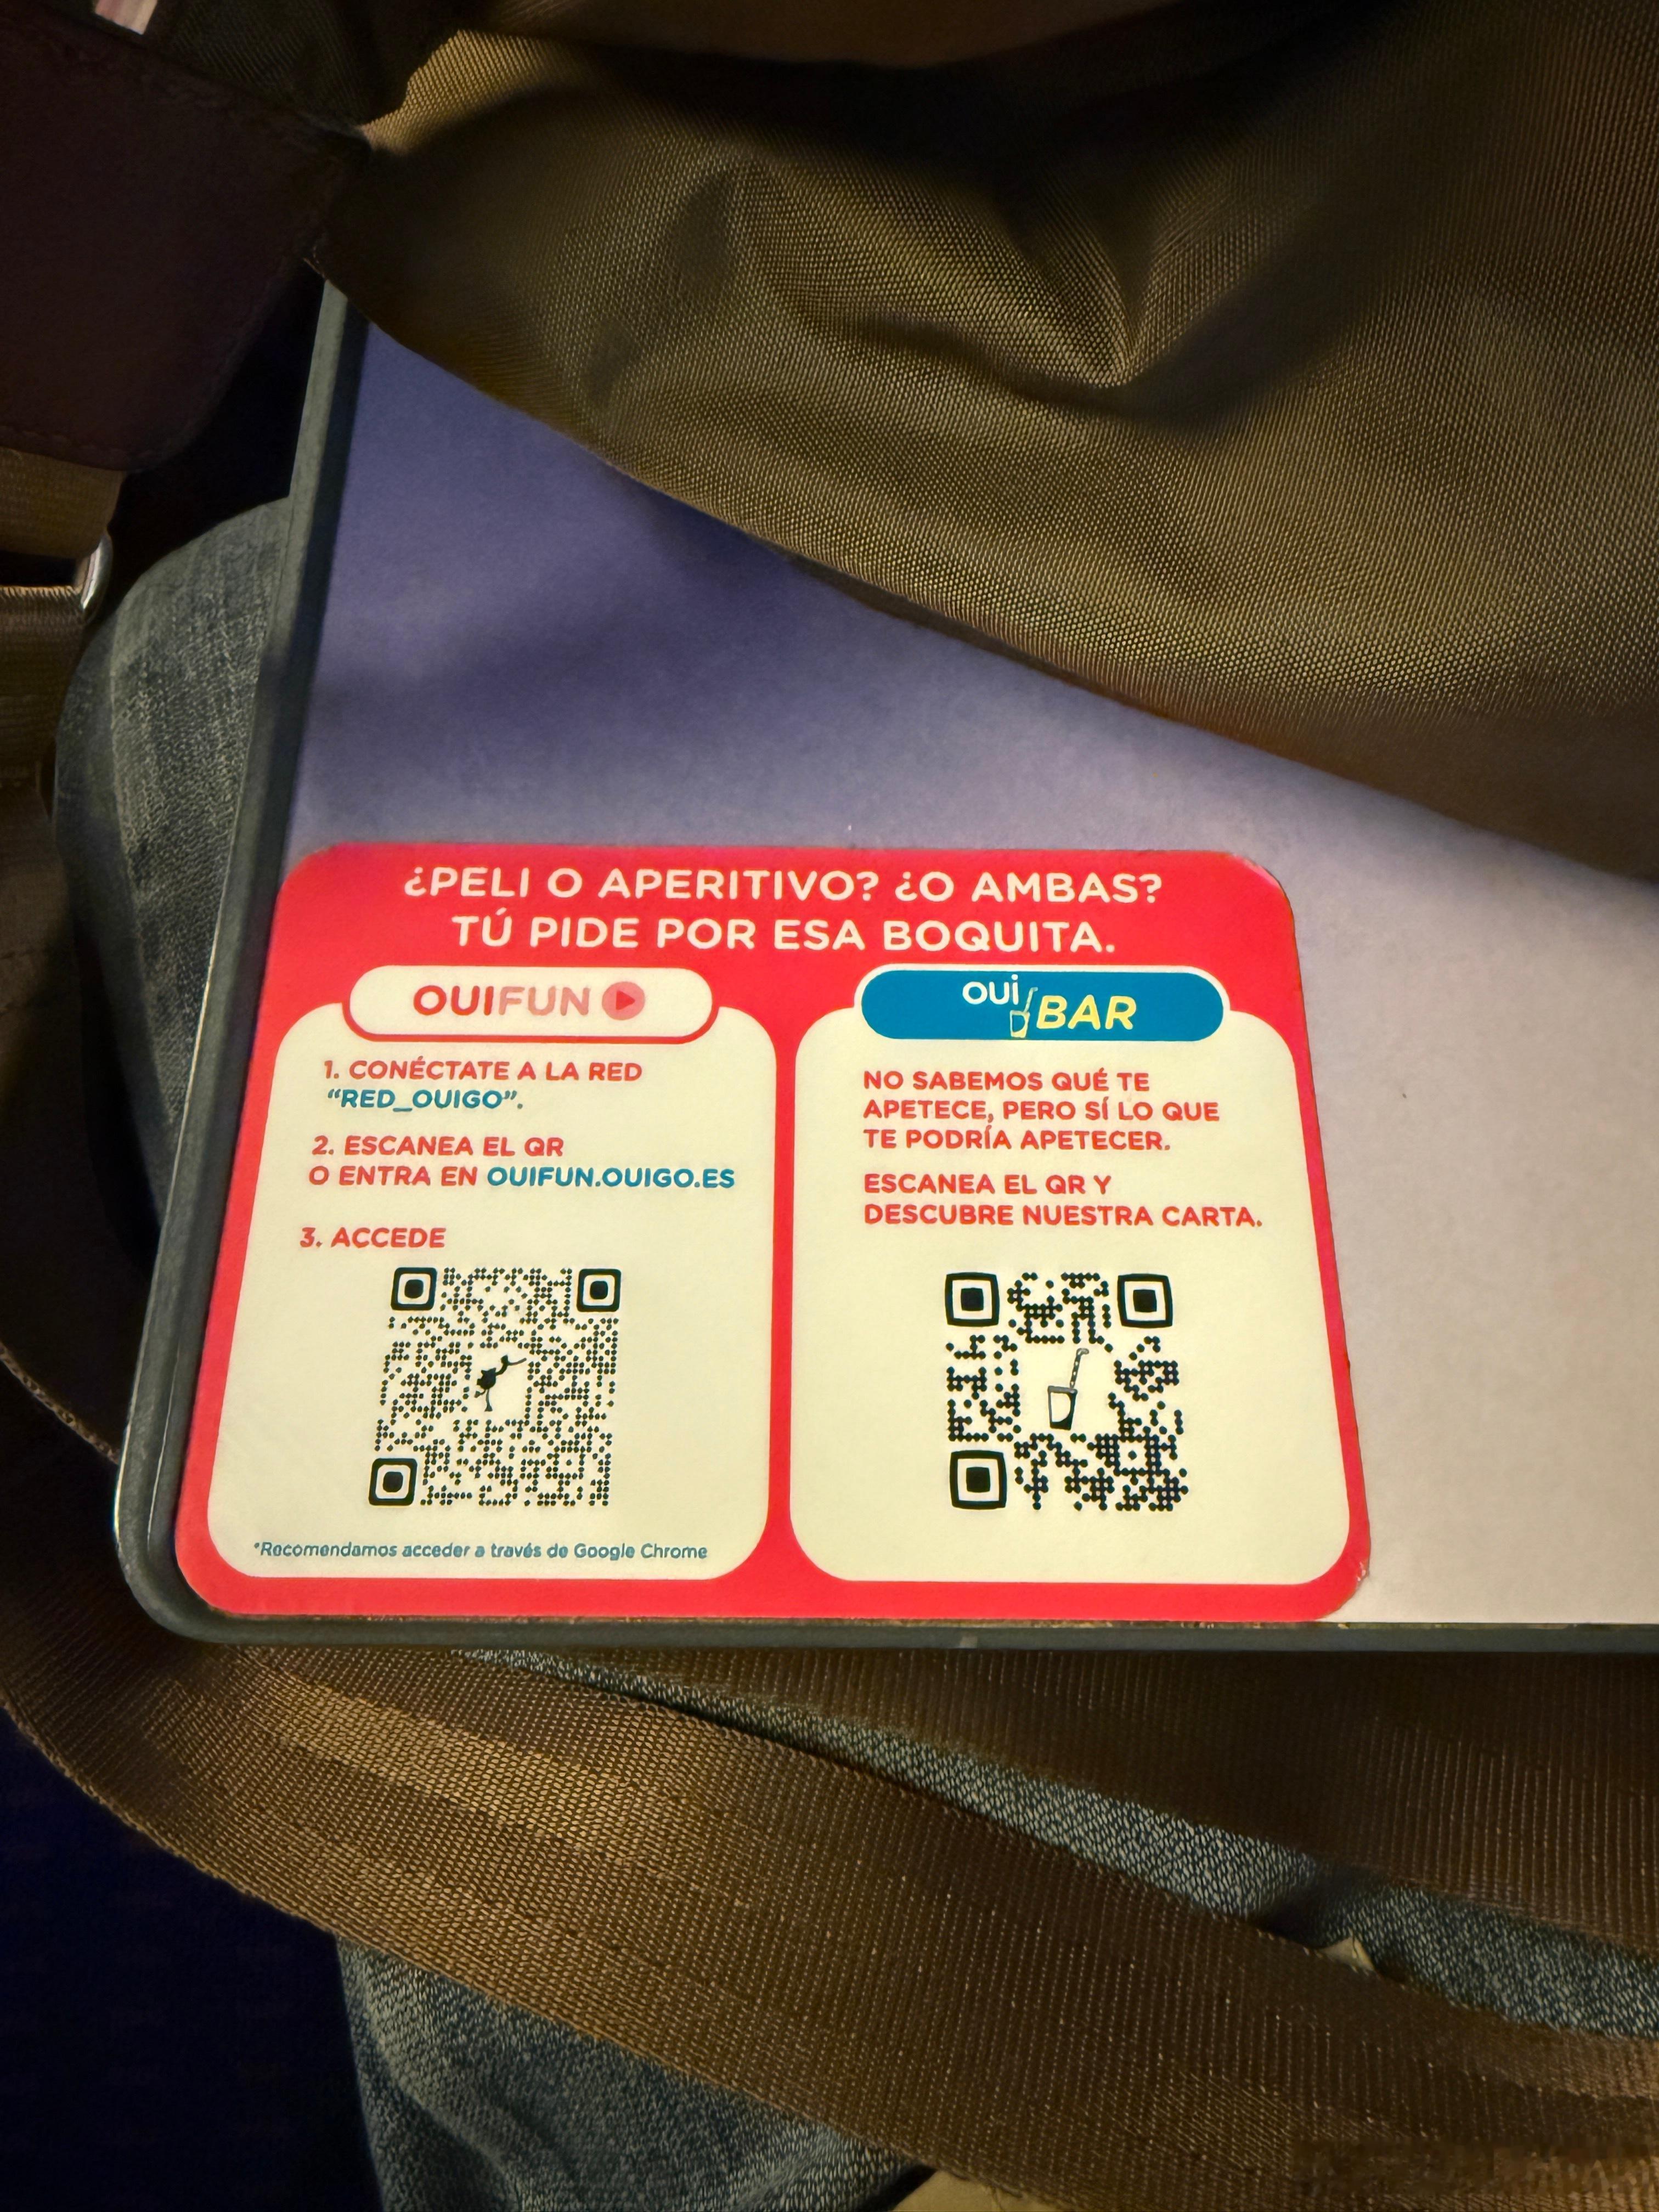 ¿PELI O APERITIVO? ¿O AMBAS?
TÚ PIDE POR ESA BOQUITA.
OUIFUN
1. CONÉCTATE A LA RED
“RED_OUIGO”.
2. ESCANEA EL QR
O ENTRA EN OUIFUN.OUIGO.ES
3. ACCEDE
*Recomendamos acceder a través de Google Chrome
OUi
BAR
NO SABEMOS QUÉ TE
APETECE, PERO SÍ LO QUE
TE PODRÍA APETECER.
ESCANEA EL QR Y
DESCUBRE NUESTRA CARTA.